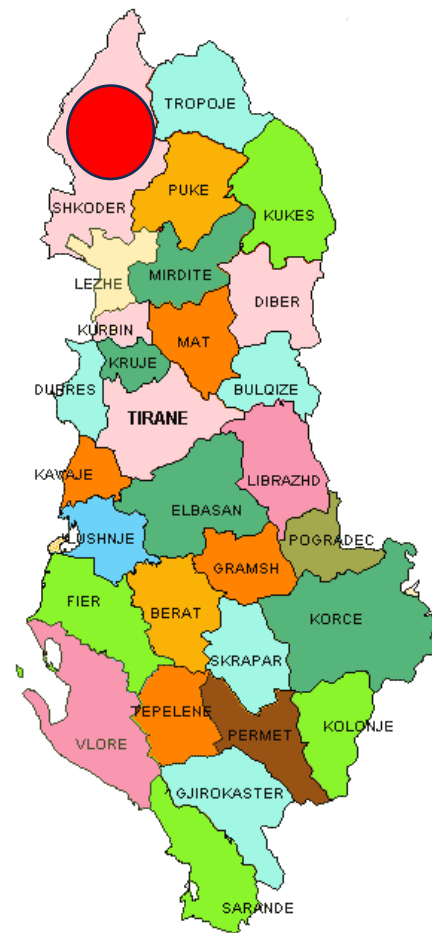 TROPOJE
PUKE
SHKODER
KUKES
MIRDITE
LEZHE
DIBER
KURBIN
MAT
KRUJE
DURRES
BULQIZE
TIRANE
KAVAJE
LIBRAZHD
ELBASAN
LUSHNJE
POGRADEC
GRAMSH
FIER
BERAT
KORCE
SKRAPAR
TEPELENE
KOLONJE
PERMET
VLORE
GJIROKASTER
SARANDE